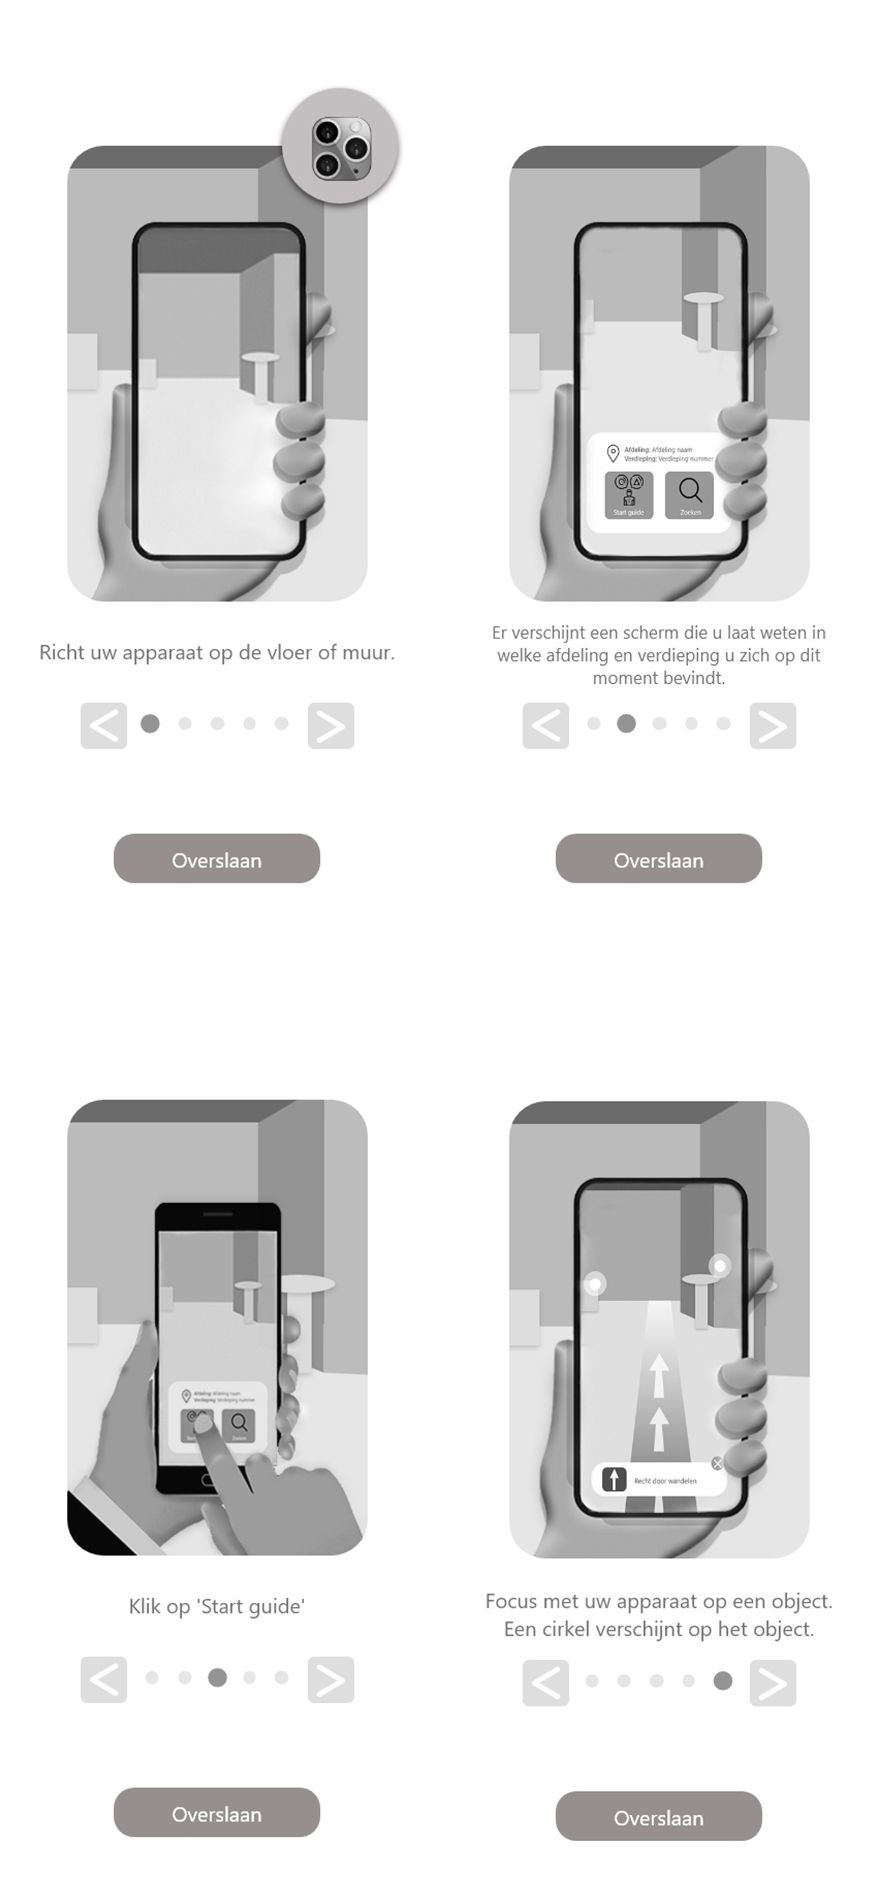 Afdeling: Afdeling naam
Verdieping: Verdieping nummer
Start guide
Zoeken
Richt uw apparaat op de vloer of muur.
Er verschijnt een scherm die u laat weten in
welke afdeling en verdieping u zich op dit
moment bevindt.
Overslaan
Overslaan
Afdeling: Afdeling naam
Verdieping: Verdieping nummer
Zoeken
Recht door wandelen
Klik op 'Start guide'
Focus met uw apparaat op een object.
Een cirkel verschijnt op het object.
Overslaan
Overslaan